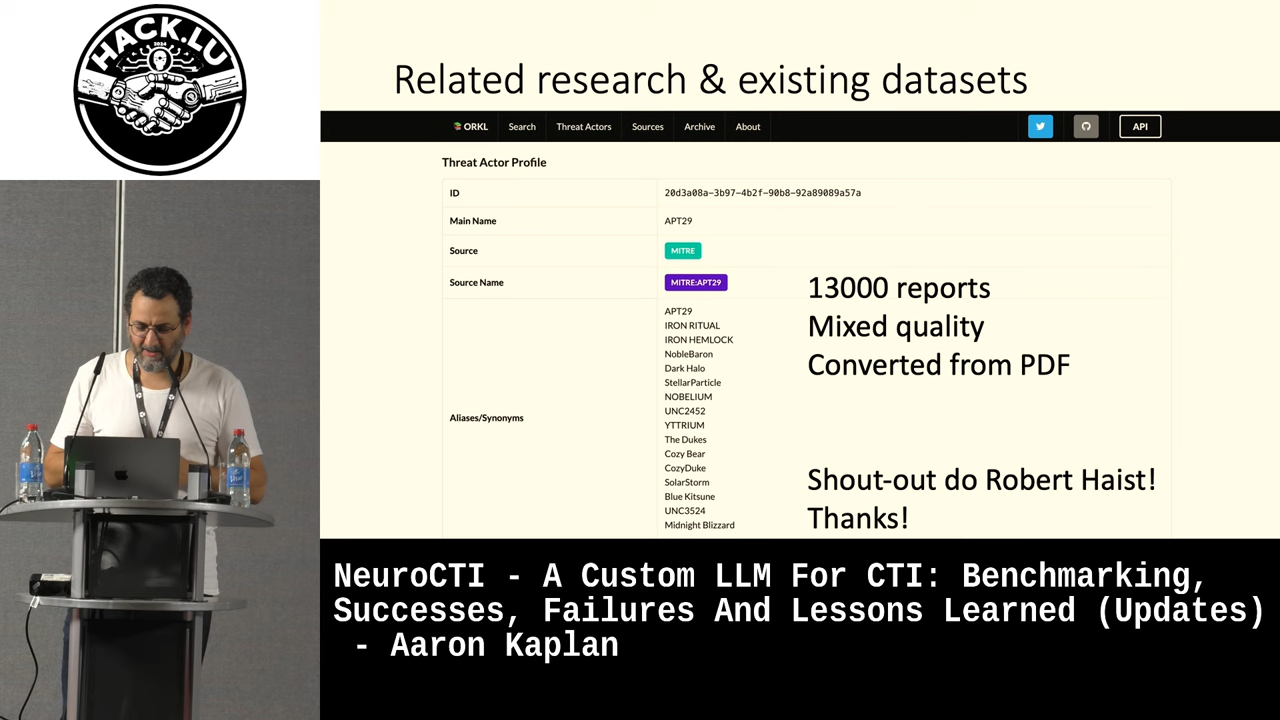 HACK.LU
2024
Related research & existing datasets
ORKL Search Threat Actors Sources Archive About API
Threat Actor Profile
ID 20d3a08a-3b97-4b2f-90b8-92a89089a57a
Main Name APT29
Source MITRE
Source Name MITRE:APT29
Aliases/Synonyms
APT29
IRON RITUAL
IRON HEMLOCK
NobleBaron
Dark Halo
StellarParticle
NOBELIUM
UNC2452
YTTRIUM
The Dukes
Cozy Bear
CozyDuke
SolarStorm
Blue Kitsune
UNC3524
Midnight Blizzard
13000 reports
Mixed quality
Converted from PDF
Shout-out do Robert Haist!
Thanks!
NeuroCTI - A Custom LLM For CTI: Benchmarking,
Successes, Failures And Lessons Learned (Updates)
- Aaron Kaplan